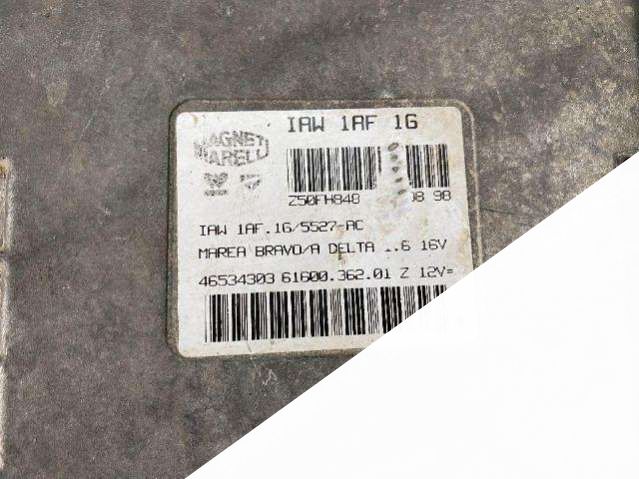 IAW 1AF 1G
MAGNETI
MARELLI
Z50FH848 98
IAW 1AF.16/5527-AC
MAREA BRAVO/A DELTA .6 16V
46534303 61600.362.01 Z 12V=